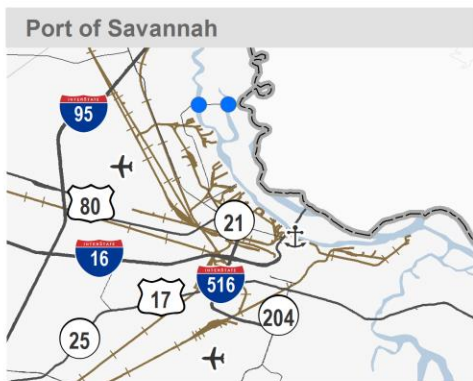 Port of Savannah
INTERSTATE
95
80
21
INTERSTATE
16
INTERSTATE
516
17
204
25